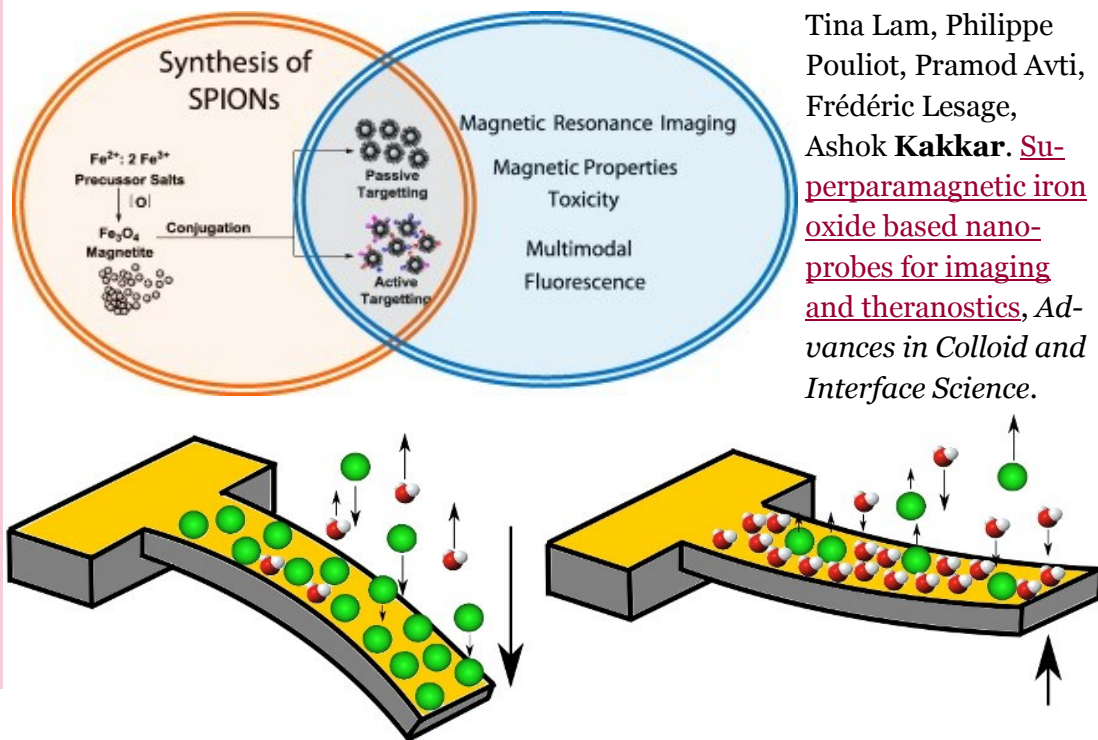 Synthesis of
SPIONs
Fe²⁺: 2 Fe³⁺
Precussor Salts
[O]
Fe₃O₄
Magnetite
Conjugation
Passive
Targetting
Active
Targetting
Magnetic Resonance Imaging
Magnetic Properties
Toxicity
Multimodal
Fluorescence
Tina Lam, Philippe
Pouliot, Pramod Avti,
Frédéric Lesage,
Ashok Kakkar. Su-
perparamagnetic iron
oxide based nano-
probes for imaging
and theranostics, Ad-
vances in Colloid and
Interface Science.